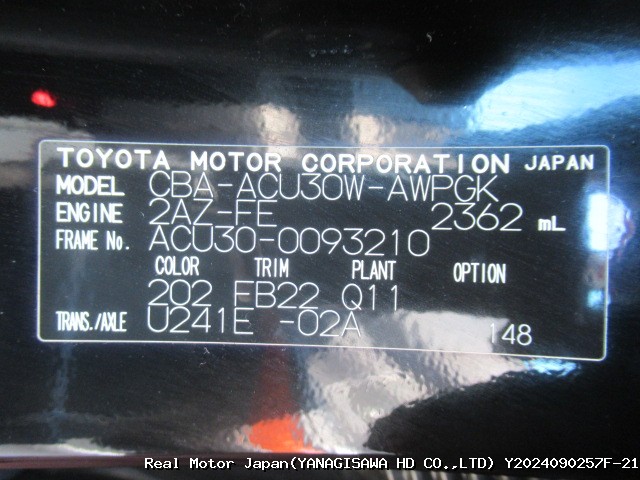 TOYOTA MOTOR CORPORATION JAPAN
MODEL CBA-ACU30W-AWPGK
ENGINE 2AZ-FE 2362 mL
FRAME No. ACU30-0093210
COLOR TRIM PLANT OPTION
202 FB22 Q11
TRANS./AXLE U241E -02A 148
Real Motor Japan(YANAGISAWA HD CO.,LTD) Y2024090257F-21